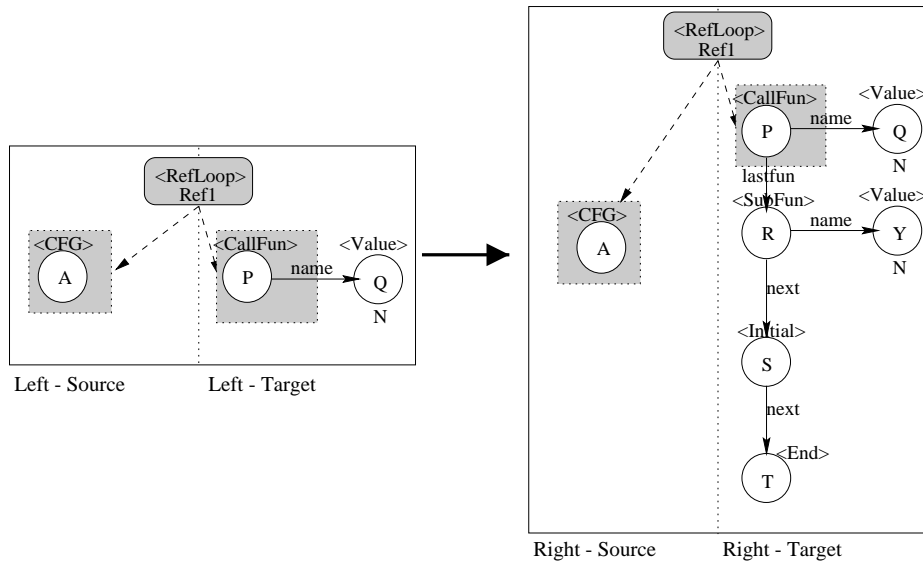 <RefLoop>
Ref1
<CFG>
A
<CallFun>
P
name
<Value>
Q
N
Left - Source
Left - Target
<RefLoop>
Ref1
<CFG>
A
<CallFun>
P
name
<Value>
Q
N
lastfun
<SubFun>
R
name
<Value>
Y
N
next
<Initial>
S
next
<End>
T
Right - Source
Right - Target